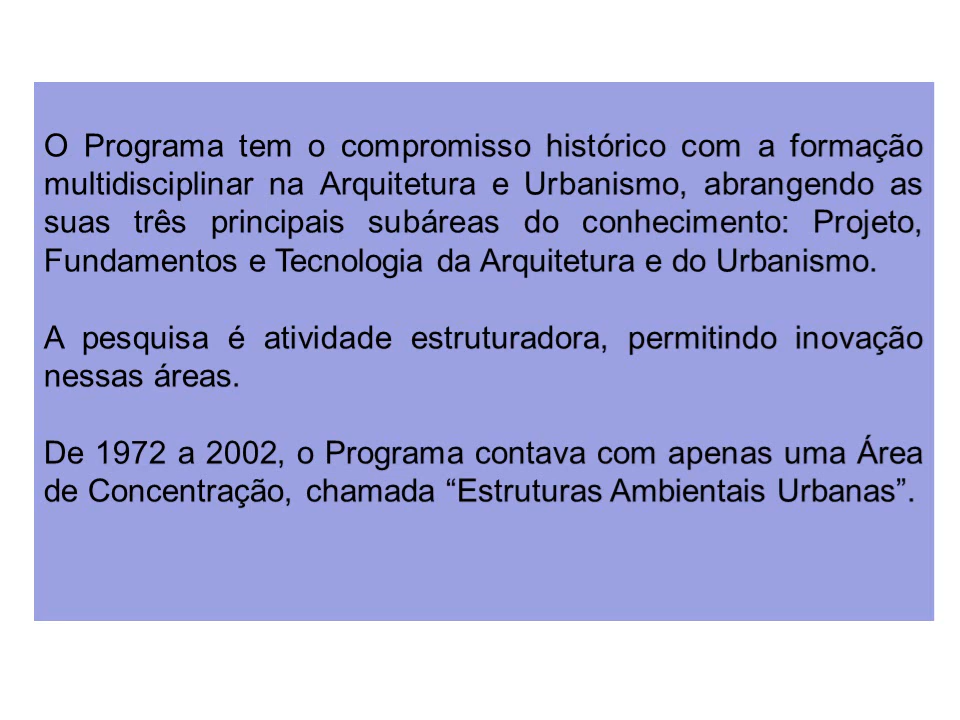 O Programa tem o compromisso histórico com a formação
multidisciplinar na Arquitetura e Urbanismo, abrangendo as
suas três principais subáreas do conhecimento: Projeto,
Fundamentos e Tecnologia da Arquitetura e do Urbanismo.
A pesquisa é atividade estruturadora, permitindo inovação
nessas áreas.
De 1972 a 2002, o Programa contava com apenas uma Área
de Concentração, chamada “Estruturas Ambientais Urbanas”.